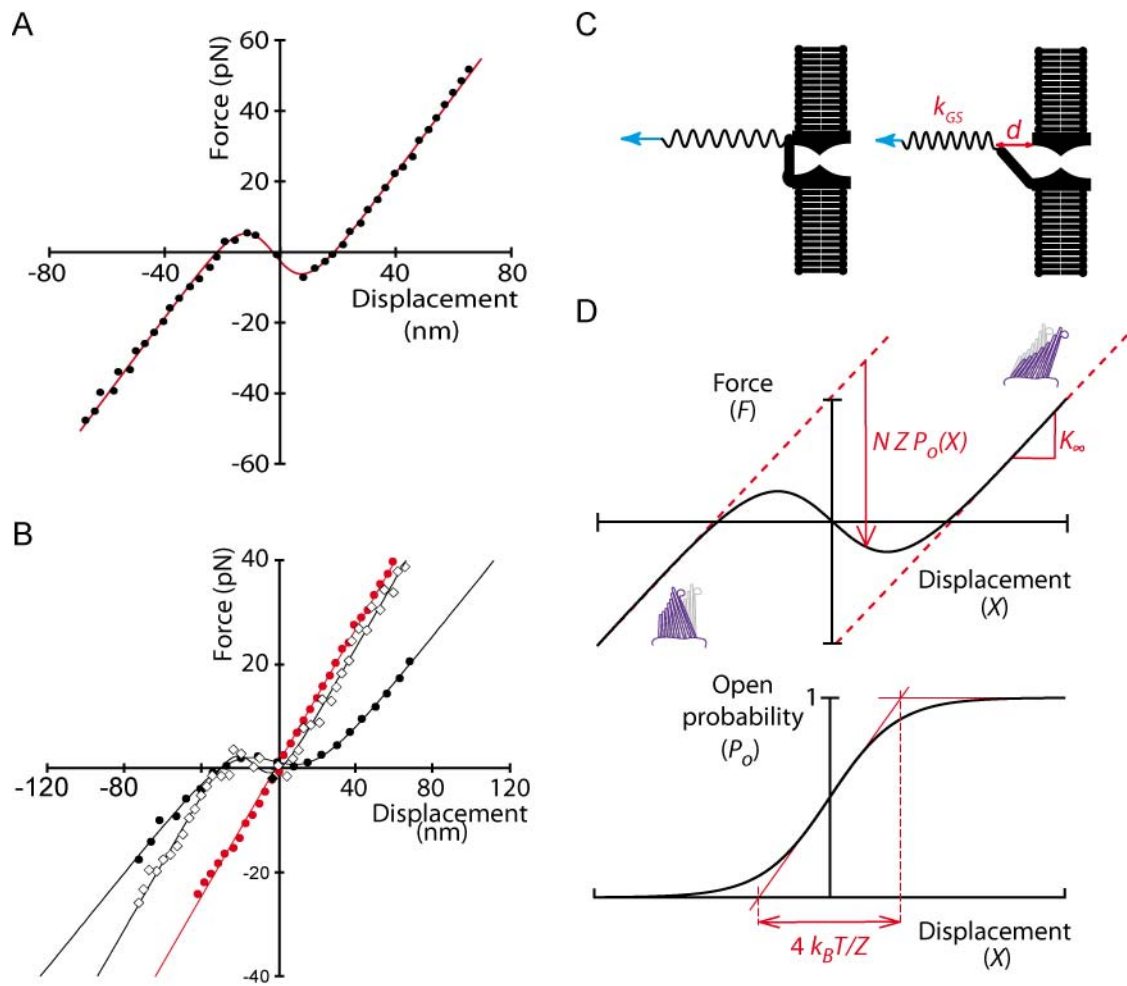 A
Force (pN)
60
40
20
-80
-40
40
80
Displacement
(nm)
-20
-40
-60
B
Force (pN)
40
20
-120
-80
-40
40
80
120
Displacement
(nm)
-20
-40
C
k_GS
d
D
Force
(F)
N Z P_o(X)
K_∞
Displacement
(X)
Open
probability
(P_o)
1
4 k_B T/Z
Displacement
(X)